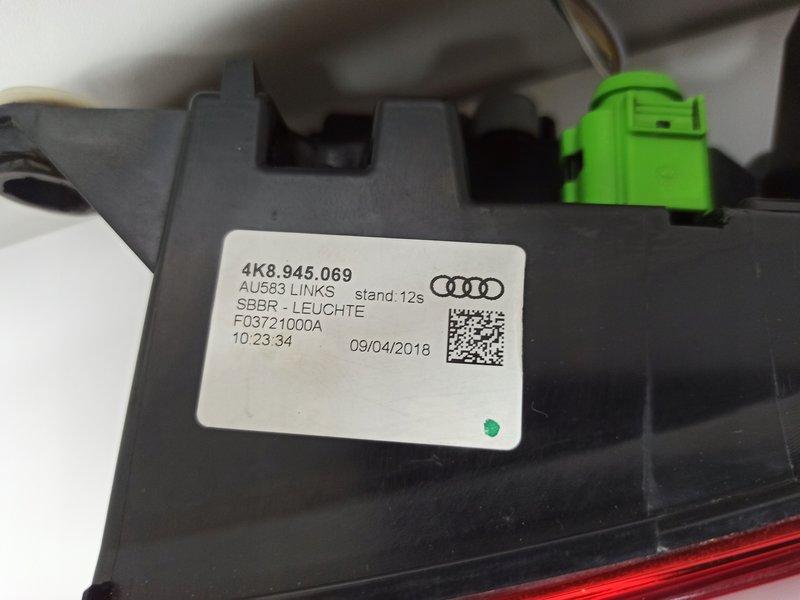 4K8.945.069
AU583 LINKS stand:12s
SBBR - LEUCHTE
F03721000A
10:23:34 09/04/2018